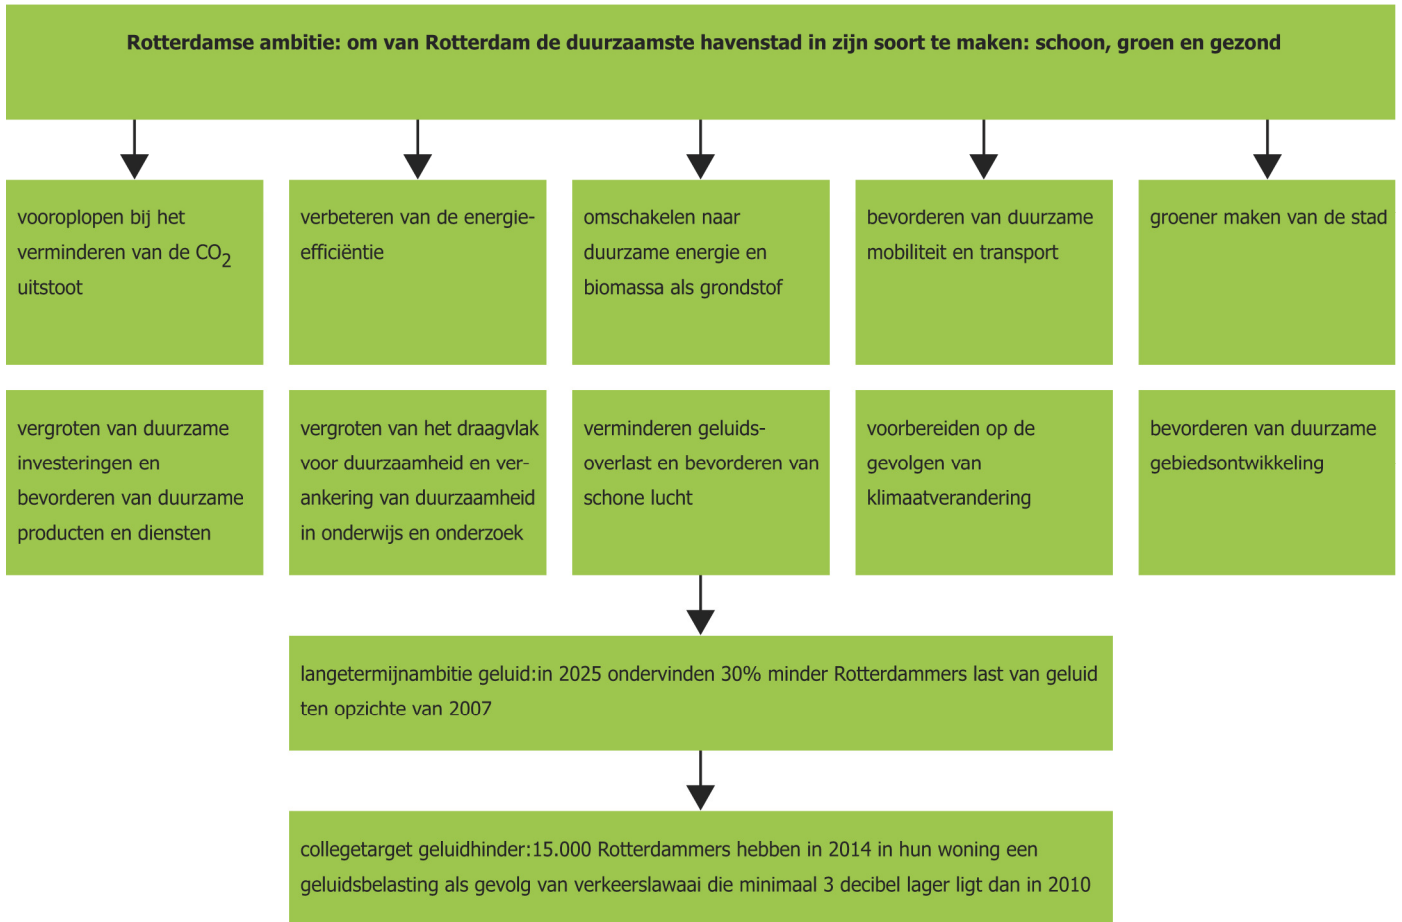 Rotterdamse ambitie: om van Rotterdam de duurzaamste havenstad in zijn soort te maken: schoon, groen en gezond
vooroplopen bij het
verminderen van de CO2
uitstoot
verbeteren van de energie-
efficiëntie
omschakelen naar
duurzame energie en
biomassa als grondstof
bevorderen van duurzame
mobiliteit en transport
groener maken van de stad
vergroten van duurzame
investeringen en
bevorderen van duurzame
producten en diensten
vergroten van het draagvlak
voor duurzaamheid en ver-
ankering van duurzaamheid
in onderwijs en onderzoek
verminderen geluids-
overlast en bevorderen van
schone lucht
voorbereiden op de
gevolgen van
klimaatverandering
bevorderen van duurzame
gebiedsontwikkeling
langetermijnambitie geluid:in 2025 ondervinden 30% minder Rotterdammers last van geluid
ten opzichte van 2007
collegetarget geluidhinder:15.000 Rotterdammers hebben in 2014 in hun woning een
geluidsbelasting als gevolg van verkeerslawaai die minimaal 3 decibel lager ligt dan in 2010